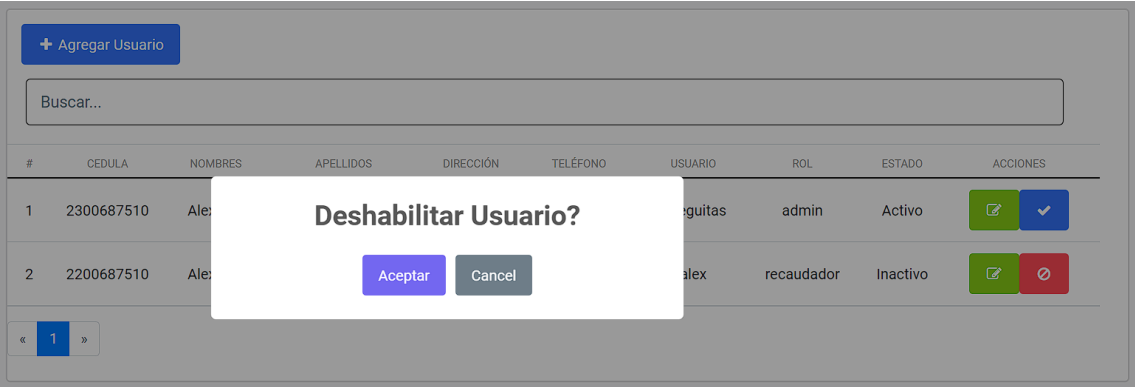 + Agregar Usuario
Buscar...
# CEDULA NOMBRES APELLIDOS DIRECCIÓN TELÉFONO USUARIO ROL ESTADO ACCIONES
Deshabilitar Usuario?
1 2300687510 admin Activo
Aceptar Cancel
2 2200687510 recaudador Inactivo
« 1 »